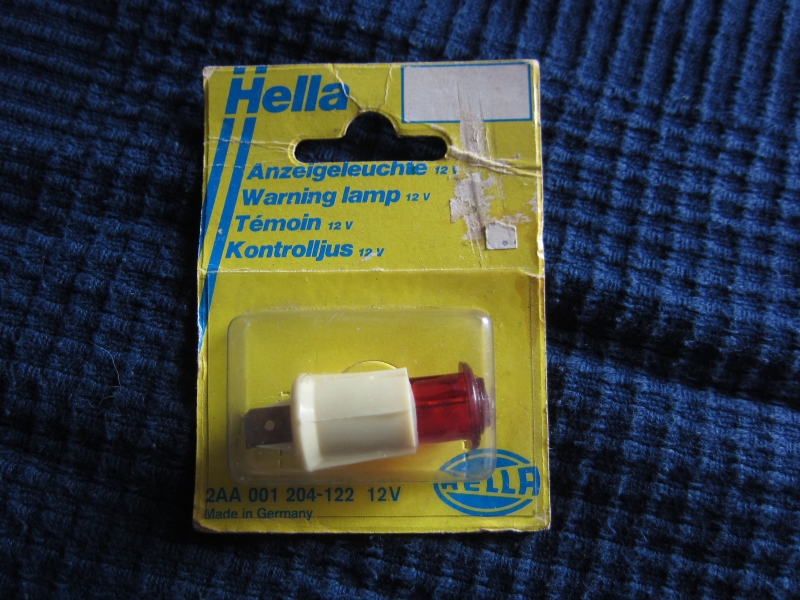 Hella
Anzeigeleuchte 12 V
Warning lamp 12 V
Témoin 12 V
Kontrolljus 12 V
2AA 001 204-122 12V
Made in Germany
HELLA